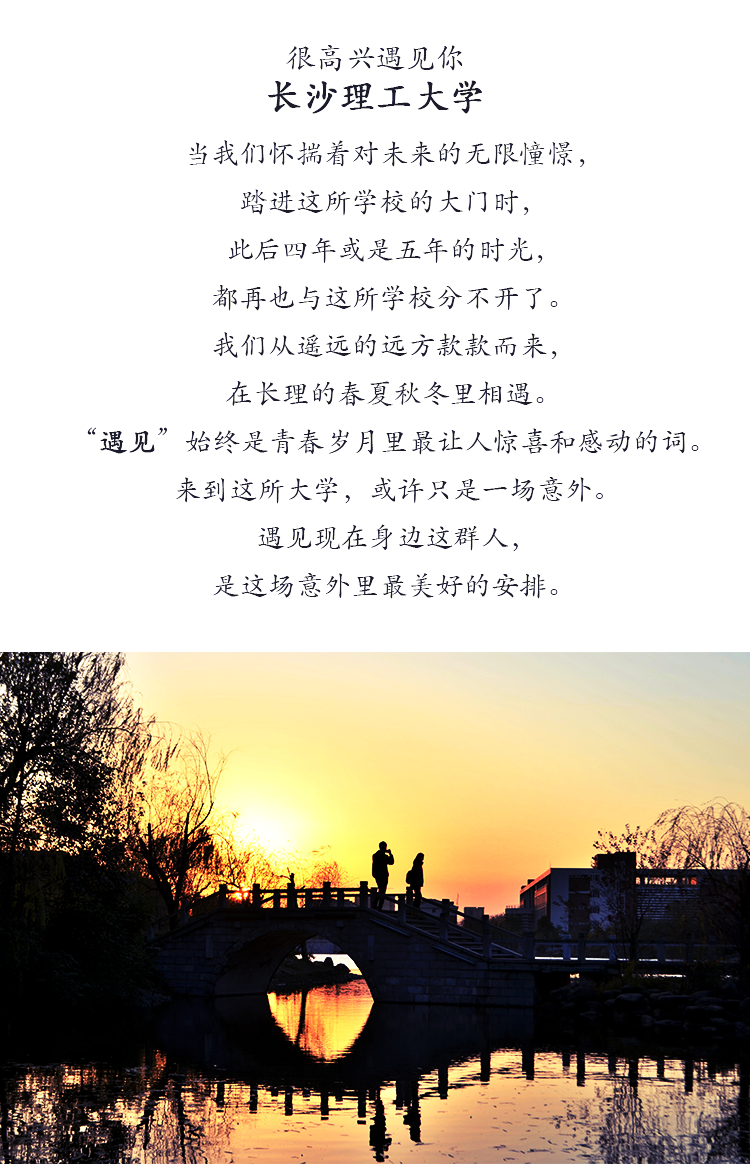 很高兴遇见你
长沙理工大学
当我们怀揣着对未来的无限憧憬，
踏进这所学校的大门时，
此后四年或是五年的时光，
都再也与这所学校分不开了。
我们从遥远的远方款款而来，
在长理的春夏秋冬里相遇。
“遇见”始终是青春岁月里最让人惊喜和感动的词。
来到这所大学，或许只是一场意外。
遇见现在身边这群人，
是这场意外里最美好的安排。